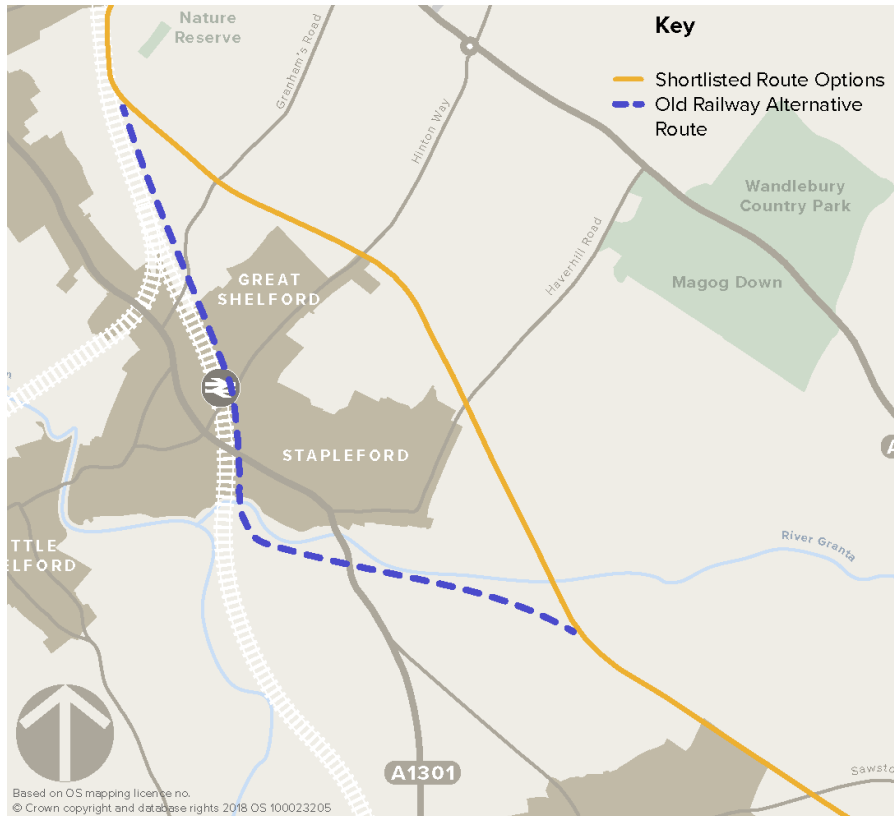 Nature
Reserve
Granham's Road
Hinton Way
Key
Shortlisted Route Options
Old Railway Alternative
Route
Wandlebury
Country Park
Haverhill Road
Magog Down
GREAT
SHELFORD
STAPLEFORD
A
River Granta
TTLE
ELFORD
A1301
Sawsto
Based on OS mapping licence no.
© Crown copyright and database rights 2018 OS 100023205